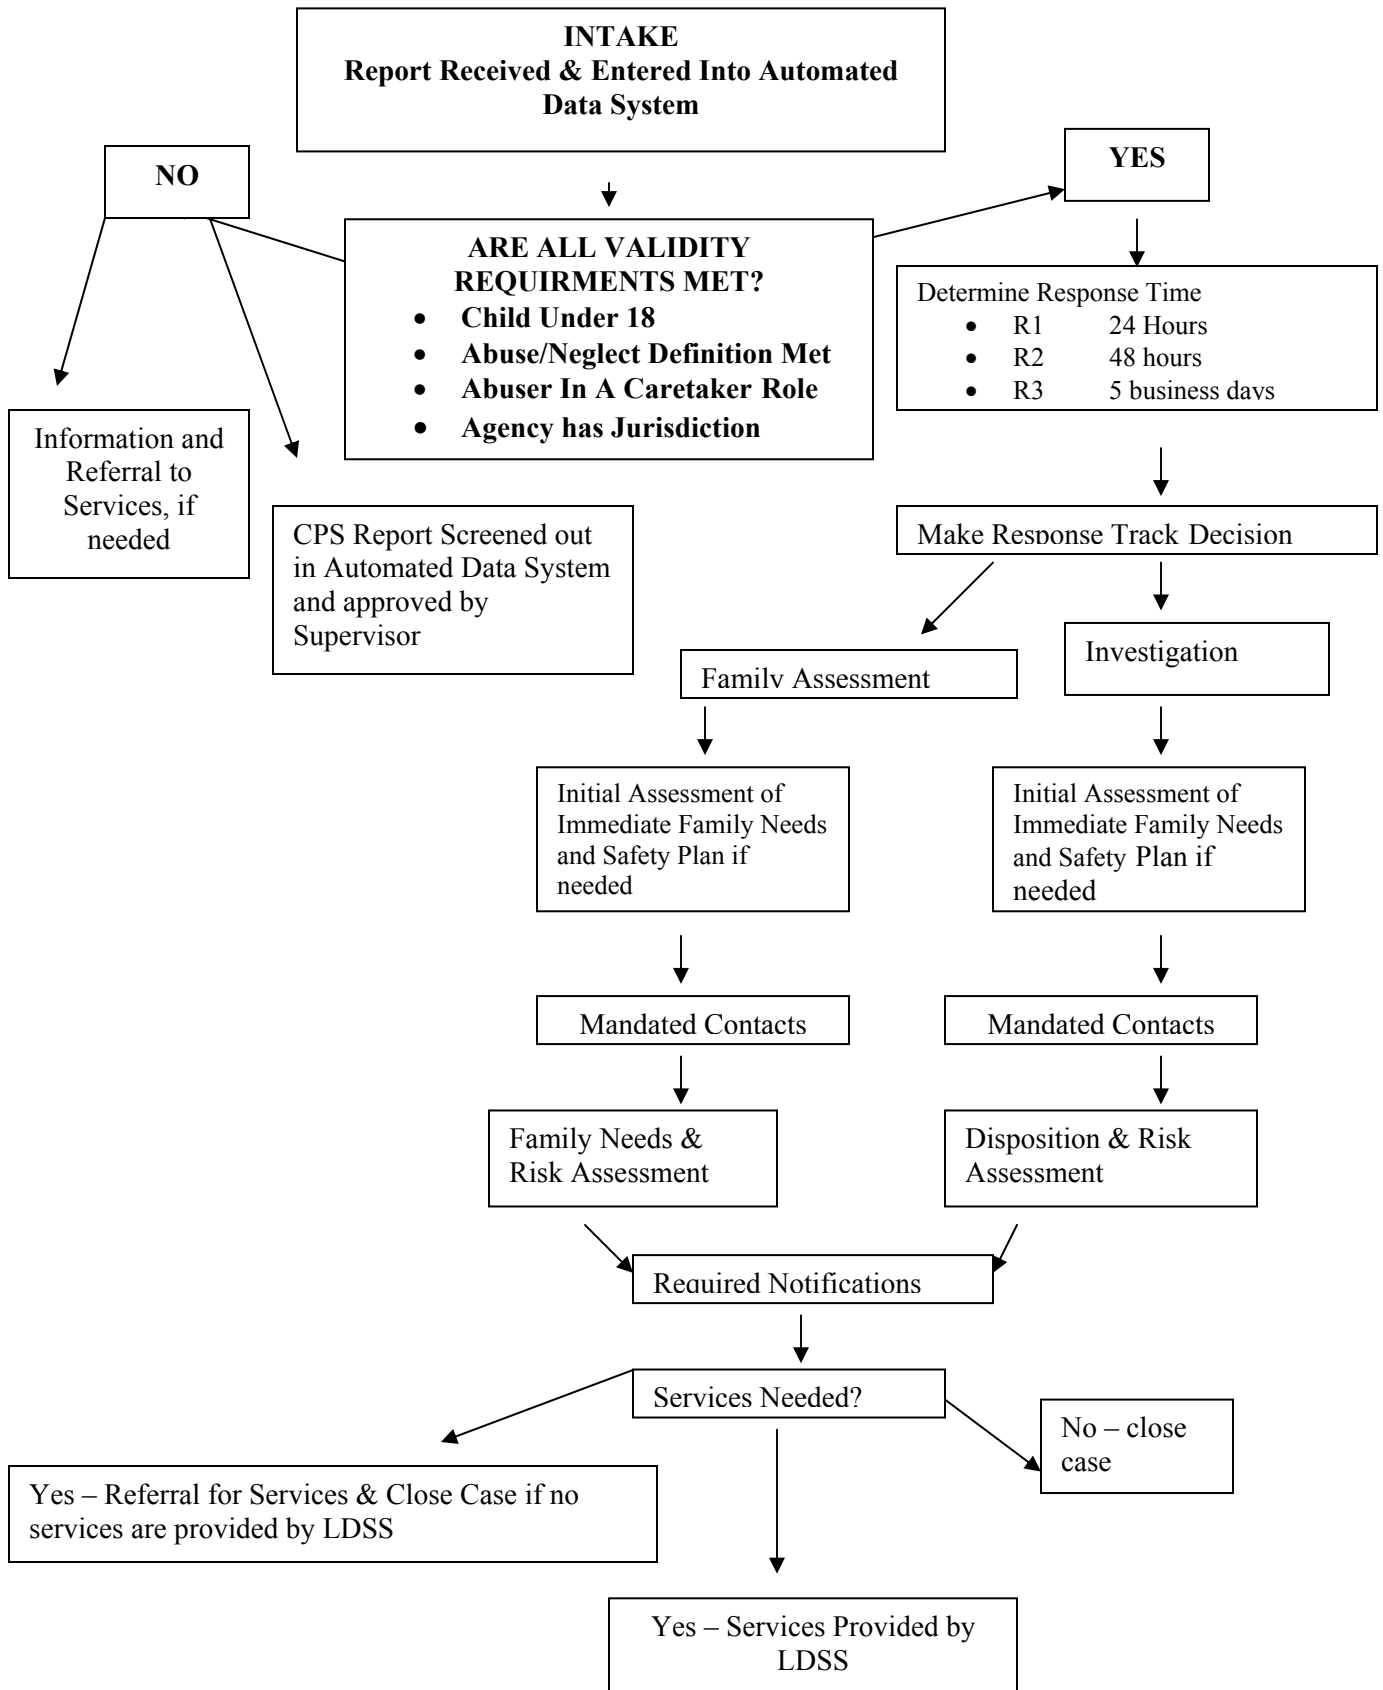 INTAKE
Report Received & Entered Into Automated
Data System
NO
YES
ARE ALL VALIDITY
REQUIRMENTS MET?
• Child Under 18
• Abuse/Neglect Definition Met
• Abuser In A Caretaker Role
• Agency has Jurisdiction
Determine Response Time
• R1 24 Hours
• R2 48 hours
• R3 5 business days
Information and
Referral to
Services, if
needed
CPS Report Screened out
in Automated Data System
and approved by
Supervisor
Make Response Track Decision
Family Assessment
Investigation
Initial Assessment of
Immediate Family Needs
and Safety Plan if
needed
Initial Assessment of
Immediate Family Needs
and Safety Plan if
needed
Mandated Contacts
Mandated Contacts
Family Needs &
Risk Assessment
Disposition & Risk
Assessment
Required Notifications
Services Needed?
No – close
case
Yes – Referral for Services & Close Case if no
services are provided by LDSS
Yes – Services Provided by
LDSS